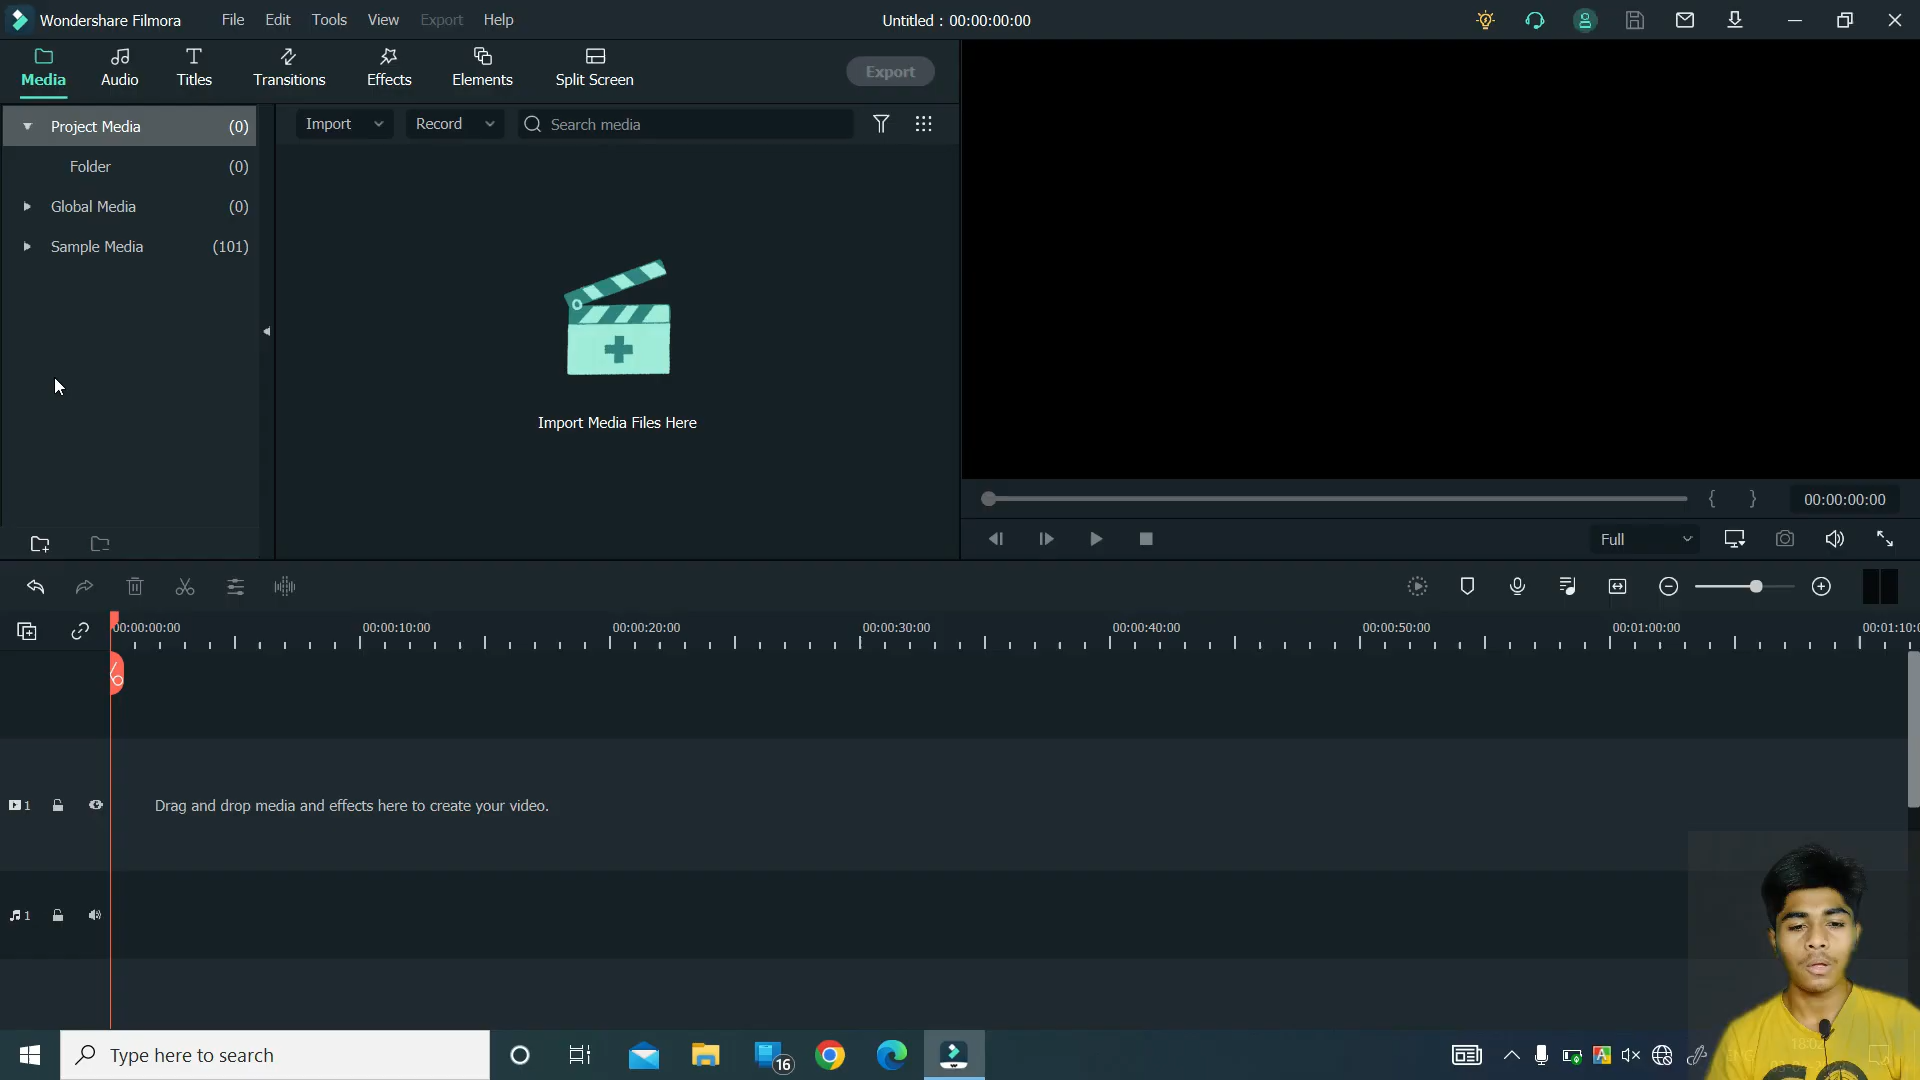 Wondershare Filmora File Edit Tools View Export Help Untitled : 00:00:00:00
Media Audio Titles Transitions Effects Elements Split Screen Export
Project Media (0)
Folder (0)
Global Media (0)
Sample Media (101)
Import Record Search media
Import Media Files Here
00:00:00:00
Full
00:00:00:00 00:00:10:00 00:00:20:00 00:00:30:00 00:00:40:00 00:00:50:00 00:01:00:00 00:01:10:0
1 Drag and drop media and effects here to create your video.
1
Type here to search
16